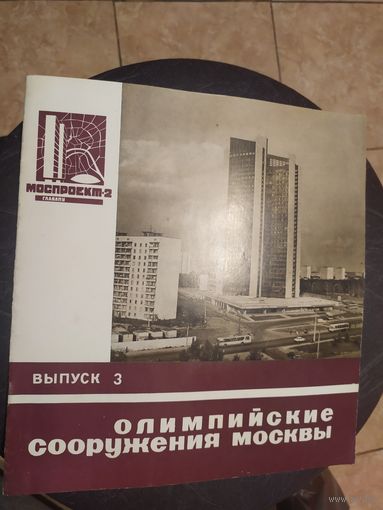 МОСПРОЕКТ-2
ГЛАВАПУ
ВЫПУСК 3
ОЛИМПИЙСКИЕ
СООРУЖЕНИЯ МОСКВЫ